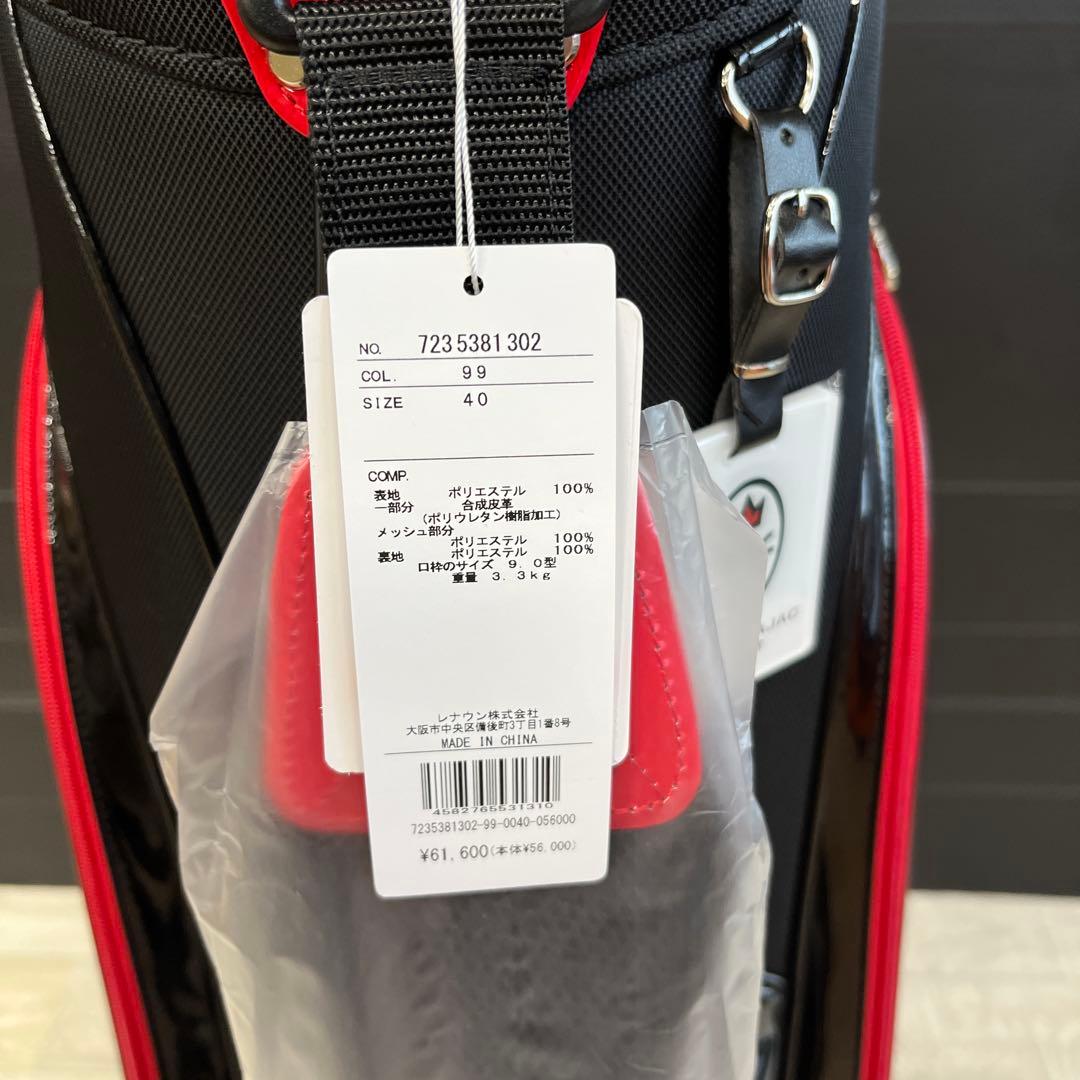 NO. 7235381302
COL. 99
SIZE 40
COMP.
表地 ポリエステル 100%
一部分 合成皮革
(ポリウレタン樹脂加工)
メッシュ部分
ポリエステル 100%
裏地 ポリエステル 100%
口枠のサイズ 9.0型
重量 3.3kg
レナウン株式会社
大阪市中央区備後町3丁目1番8号
MADE IN CHINA
4582765531310
7235381302-99-0040-056000
¥61,600(本体¥56,000)